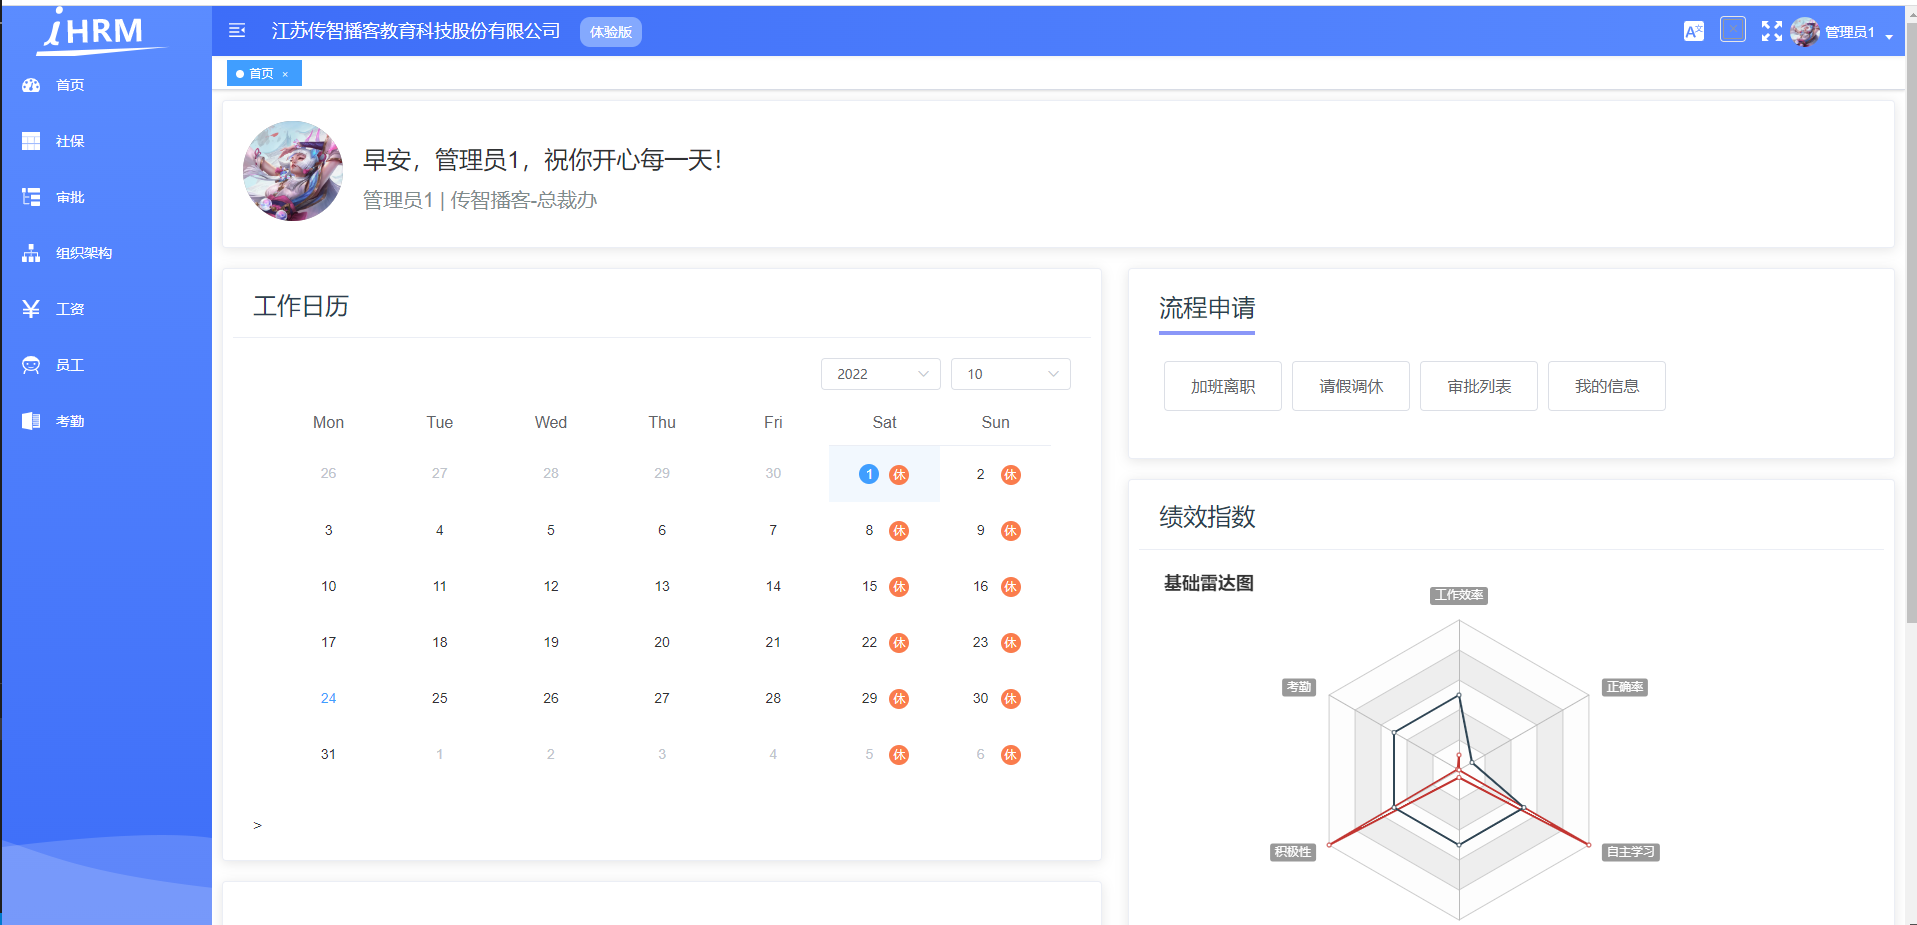 iHRM
江苏传智播客教育科技股份有限公司 体验版
管理员1
首页
社保
审批
组织架构
工资
员工
考勤
首页 ×
早安，管理员1，祝你开心每一天！
管理员1 | 传智播客-总裁办
工作日历
2022 10
Mon Tue Wed Thu Fri Sat Sun
26 27 28 29 30 1 休 2 休
3 4 5 6 7 8 休 9 休
10 11 12 13 14 15 休 16 休
17 18 19 20 21 22 休 23 休
24 25 26 27 28 29 休 30 休
31 1 2 3 4 5 休 6 休
>
流程申请
加班离职 请假调休 审批列表 我的信息
绩效指数
基础雷达图
工作效率
考勤 正确率
积极性 自主学习